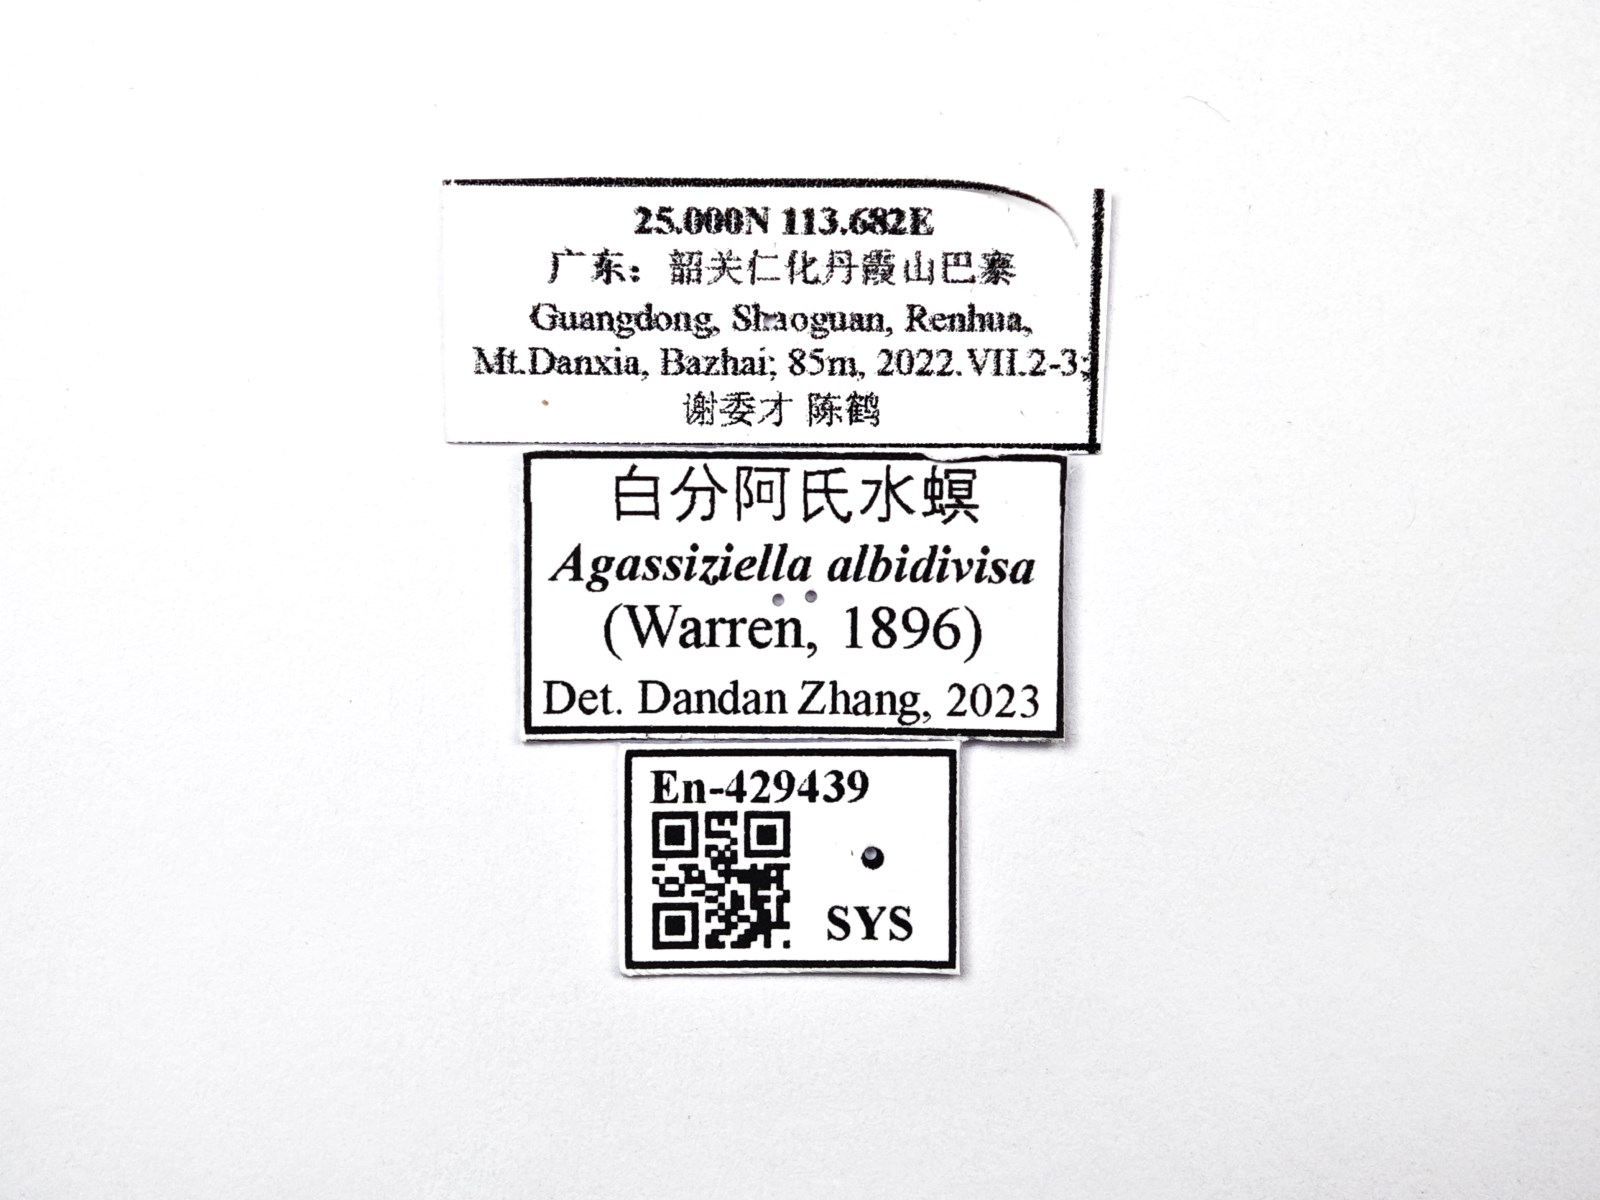 25.000N 113.682E
广东：韶关仁化丹霞山巴寨
Guangdong, Shaoguan, Renhua,
Mt.Danxia, Bazhai; 85m, 2022.VII.2-3;
谢委才 陈鹤
白分阿氏水螟
Agassiziella albidivisa
(Warren, 1896)
Det. Dandan Zhang, 2023
En-429439
SYS